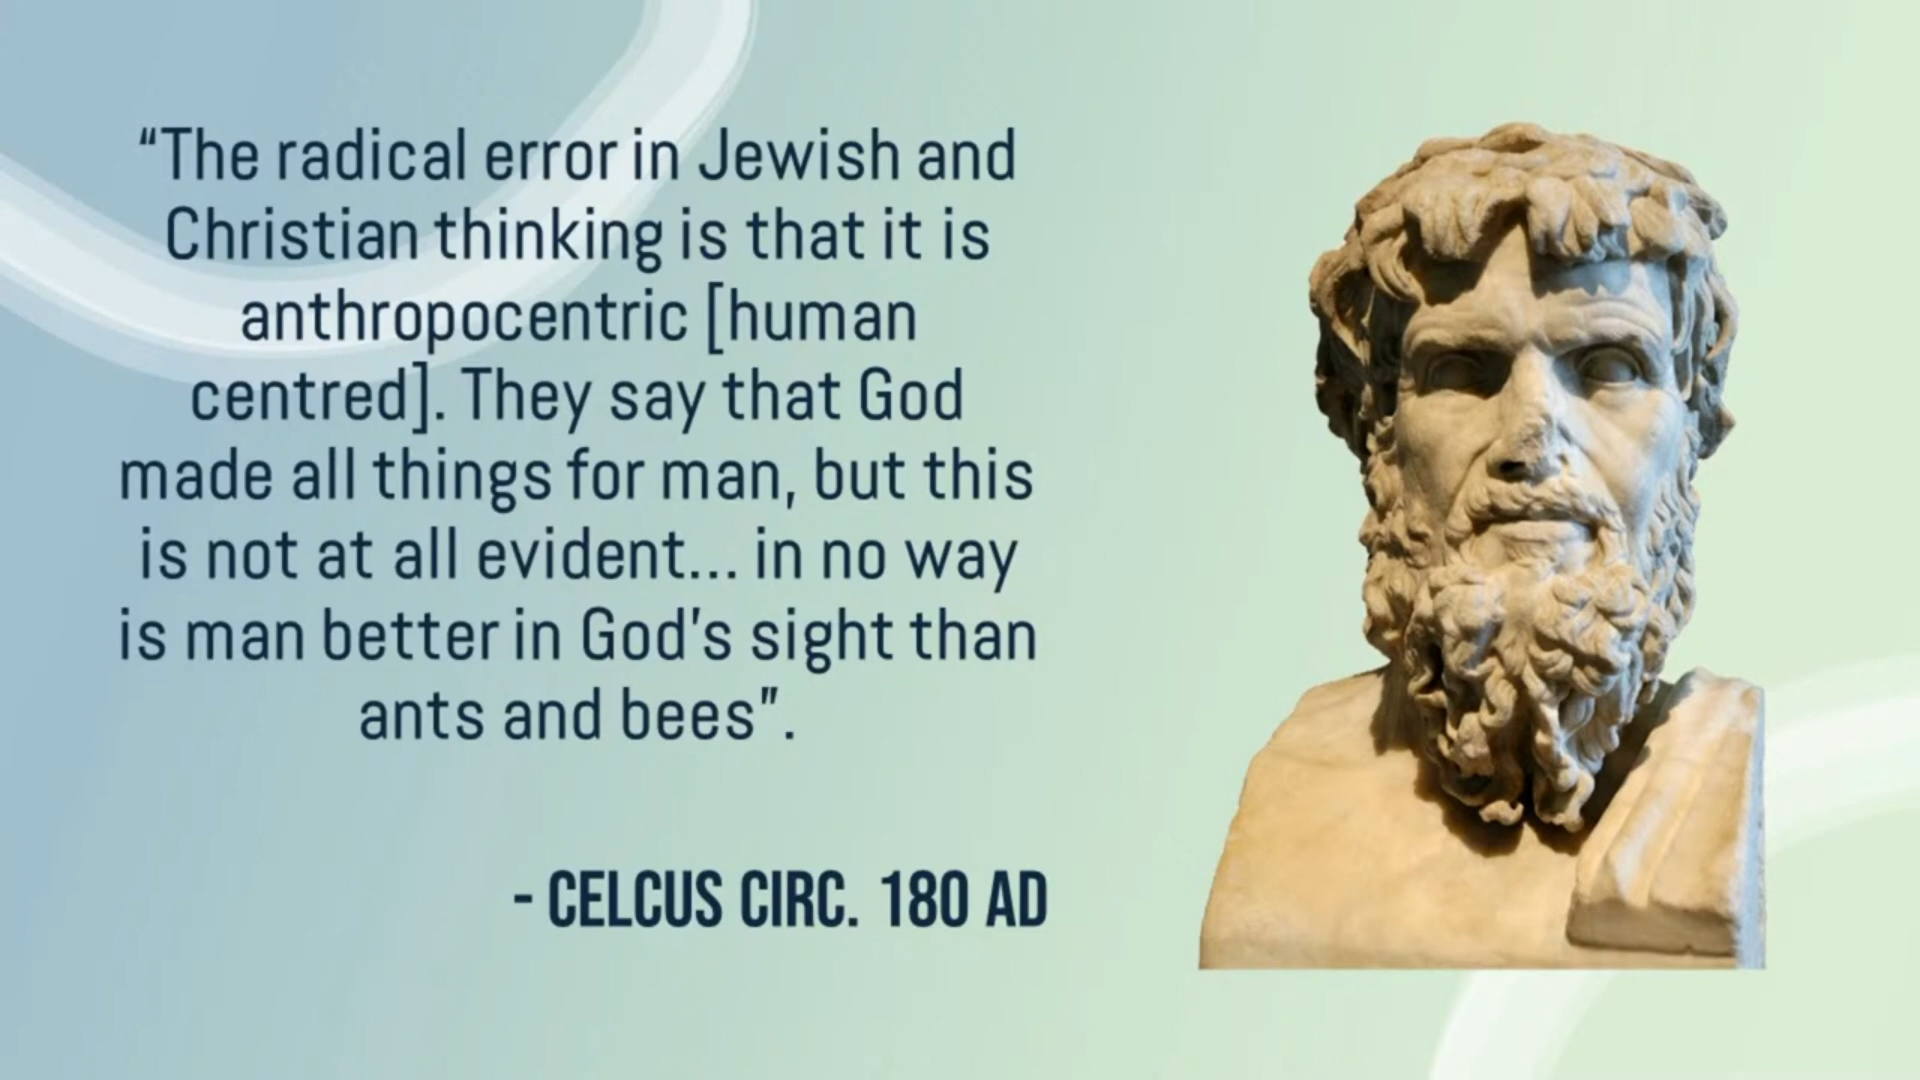 “The radical error in Jewish and
Christian thinking is that it is
anthropocentric [human
centred]. They say that God
made all things for man, but this
is not at all evident... in no way
is man better in God’s sight than
ants and bees”.
- CELCUS CIRC. 180 AD